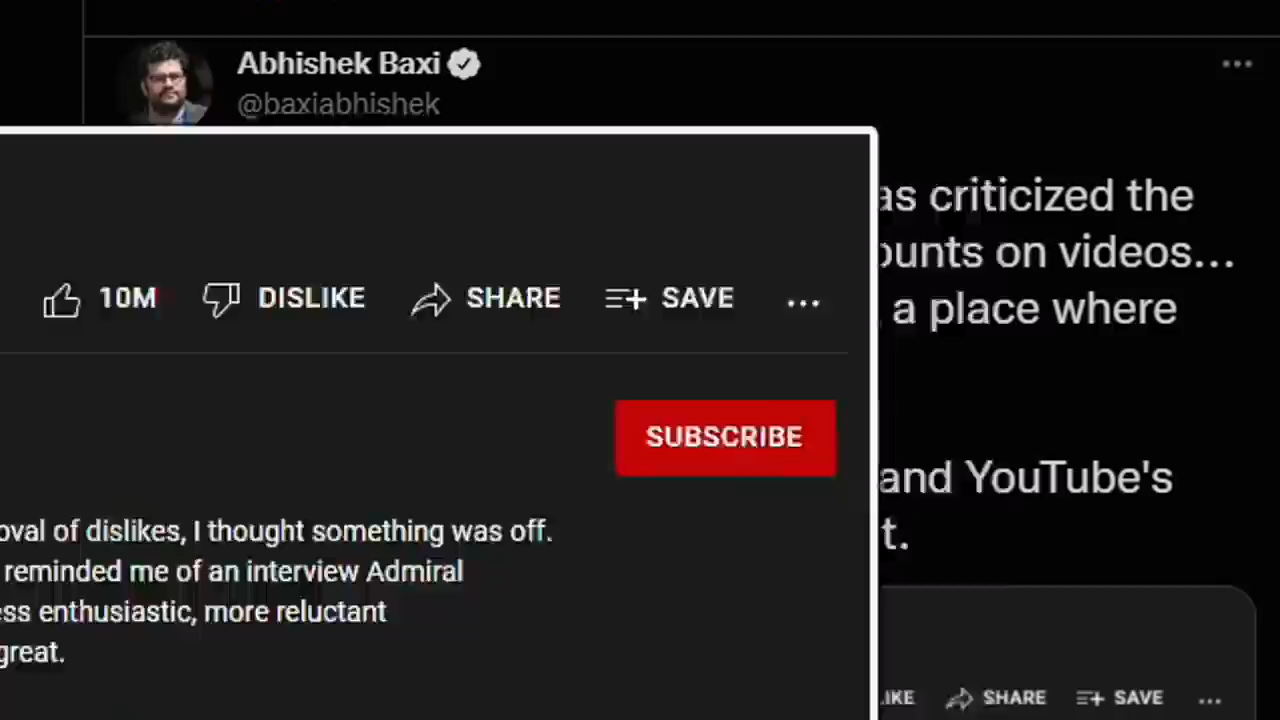 Abhishek Baxi
@baxiabhishek
as criticized the
ounts on videos...
a place where
and YouTube's
t.
10M DISLIKE SHARE SAVE
SUBSCRIBE
oval of dislikes, I thought something was off.
reminded me of an interview Admiral
ess enthusiastic, more reluctant
great.
IKE SHARE SAVE